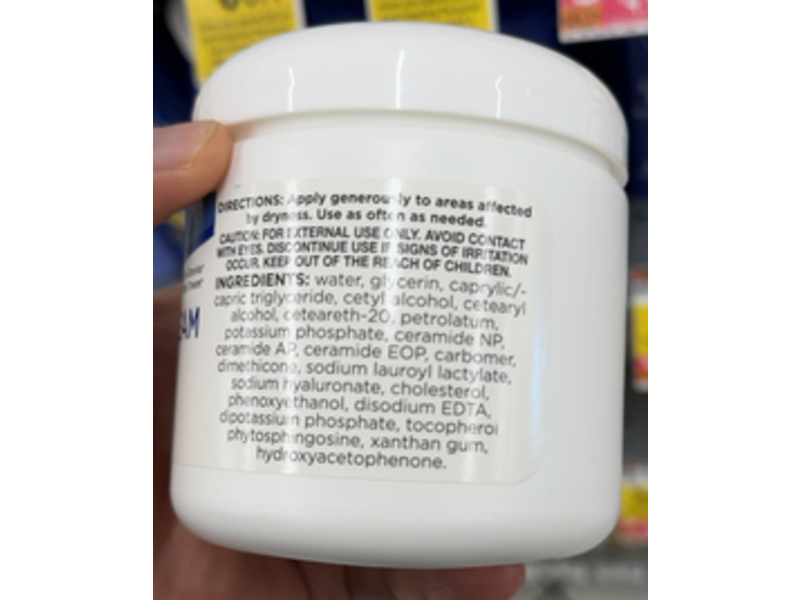 DIRECTIONS: Apply generously to areas affected
by dryness. Use as often as needed.
CAUTION: FOR EXTERNAL USE ONLY. AVOID CONTACT
WITH EYES. DISCONTINUE USE IF SIGNS OF IRRITATION
OCCUR. KEEP OUT OF THE REACH OF CHILDREN.
INGREDIENTS: water, glycerin, caprylic/-
capric triglyceride, cetyl alcohol, cetearyl
alcohol, ceteareth-20, petrolatum,
potassium phosphate, ceramide NP,
ceramide AP, ceramide EOP, carbomer,
dimethicone, sodium lauroyl lactylate,
sodium hyaluronate, cholesterol,
phenoxyethanol, disodium EDTA,
dipotassium phosphate, tocopherol
phytosphingosine, xanthan gum,
hydroxyacetophenone.